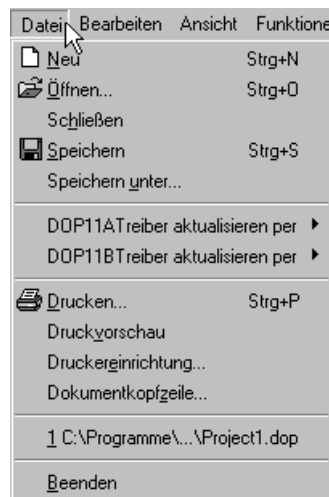 Datei Bearbeiten Ansicht Funktione
Neu Strg+N
Öffnen... Strg+O
Schließen
Speichern Strg+S
Speichern unter...
DOP11ATreiber aktualisieren per
DOP11BTreiber aktualisieren per
Drucken... Strg+P
Druckvorschau
Druckereinrichtung...
Dokumentkopfzeile...
1 C:\Programme\...\Project1.dop
Beenden